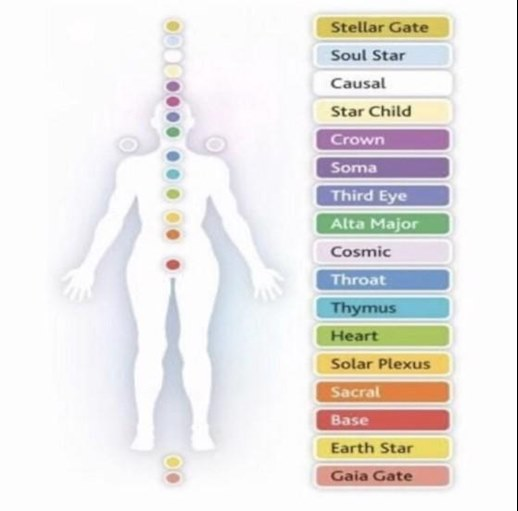 Stellar Gate
Soul Star
Causal
Star Child
Crown
Soma
Third Eye
Alta Major
Cosmic
Throat
Thymus
Heart
Solar Plexus
Sacral
Base
Earth Star
Gaia Gate